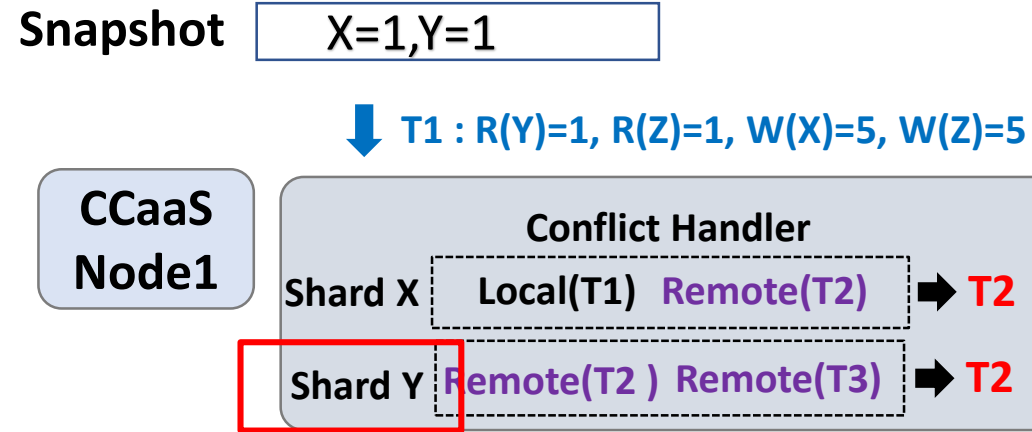 Snapshot X=1,Y=1
T1 : R(Y)=1, R(Z)=1, W(X)=5, W(Z)=5
CCaaS
Node1
Conflict Handler
Shard X Local(T1) Remote(T2) T2
Shard Y Remote(T2 ) Remote(T3) T2